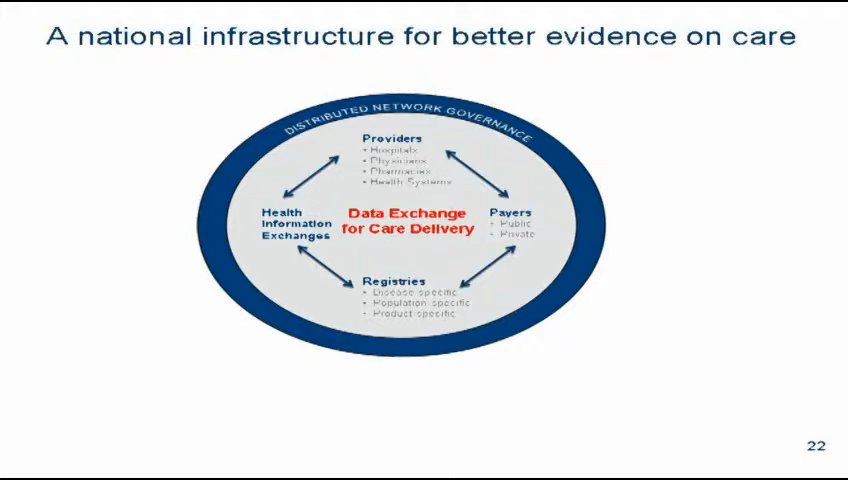 A national infrastructure for better evidence on care
DISTRIBUTED NETWORK GOVERNANCE
Providers
• Hospitals
• Physicians
• Pharmacies
• Health Systems
Health
Information
Exchanges
Data Exchange
for Care Delivery
Payers
• Public
• Private
Registries
• Disease specific
• Population specific
• Product specific
22